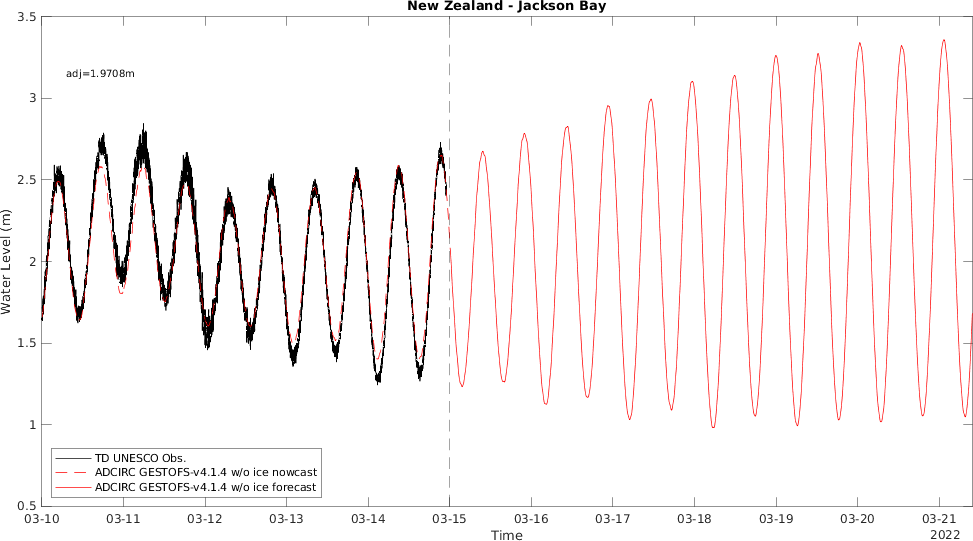 New Zealand - Jackson Bay
3.5
adj=1.9708m
3
2.5
2
1.5
1
0.5
Water Level (m)
TD UNESCO Obs.
ADCIRC GESTOFS-v4.1.4 w/o ice nowcast
ADCIRC GESTOFS-v4.1.4 w/o ice forecast
03-10 03-11 03-12 03-13 03-14 03-15 03-16 03-17 03-18 03-19 03-20 03-21
Time 2022